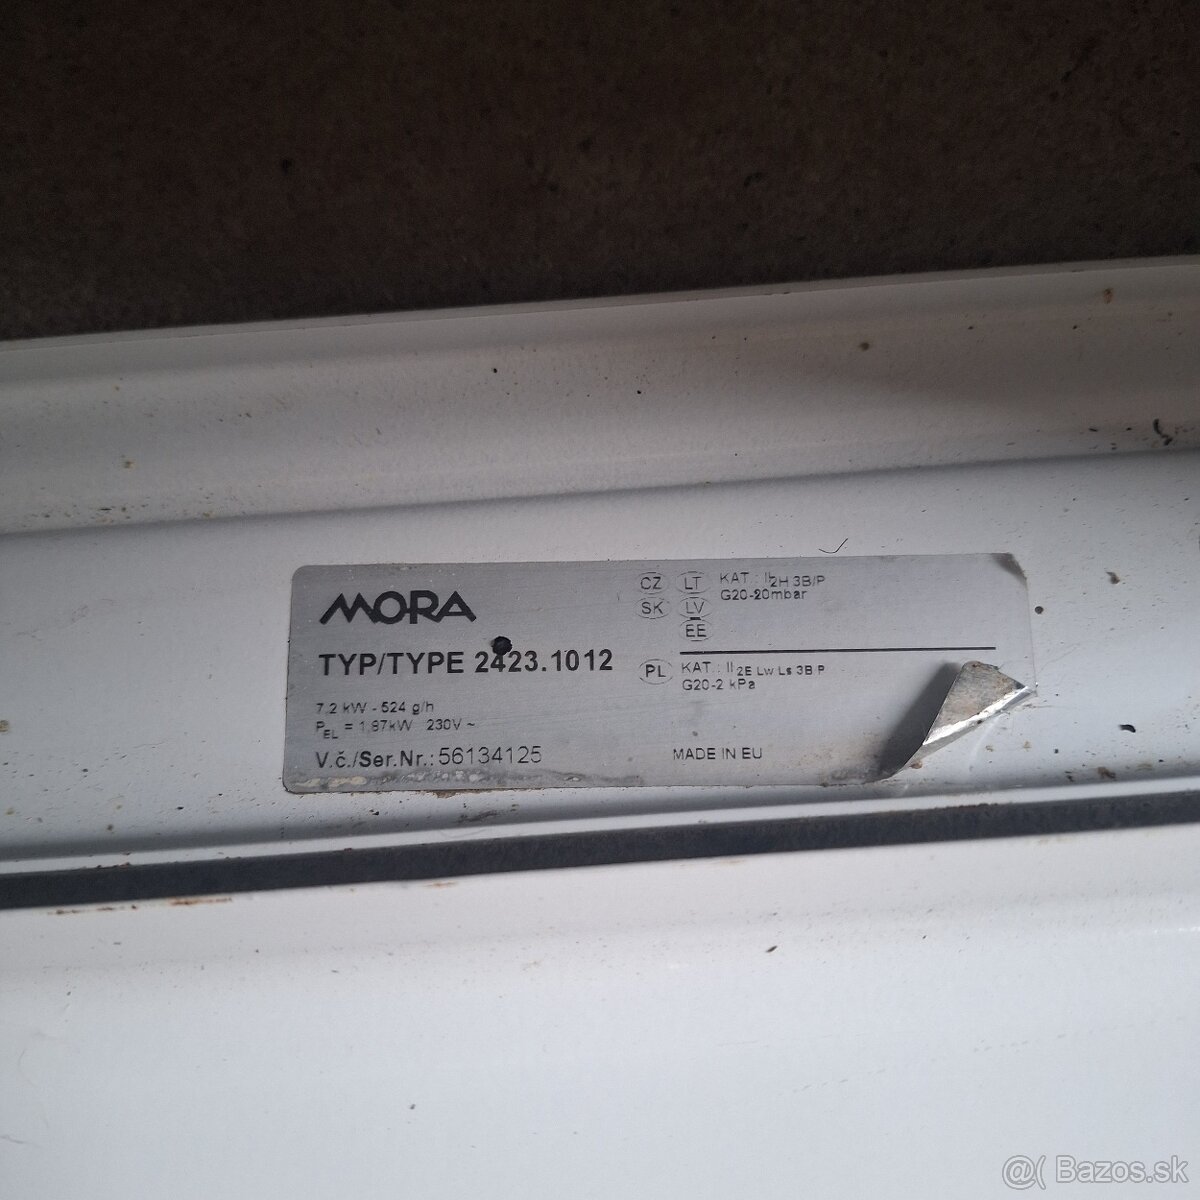 MORA
TYP/TYPE 2423.1012
7,2 kW - 524 g/h
PEL = 1,87kW 230V ~
V.č./Ser.Nr.: 56134125
CZ LT KAT.: II2H 3B/P
G20-20mbar
SK LV
EE
PL KAT.: II2E Lw Ls 3B P
G20-2 kPa
MADE IN EU
@( Bazos.sk